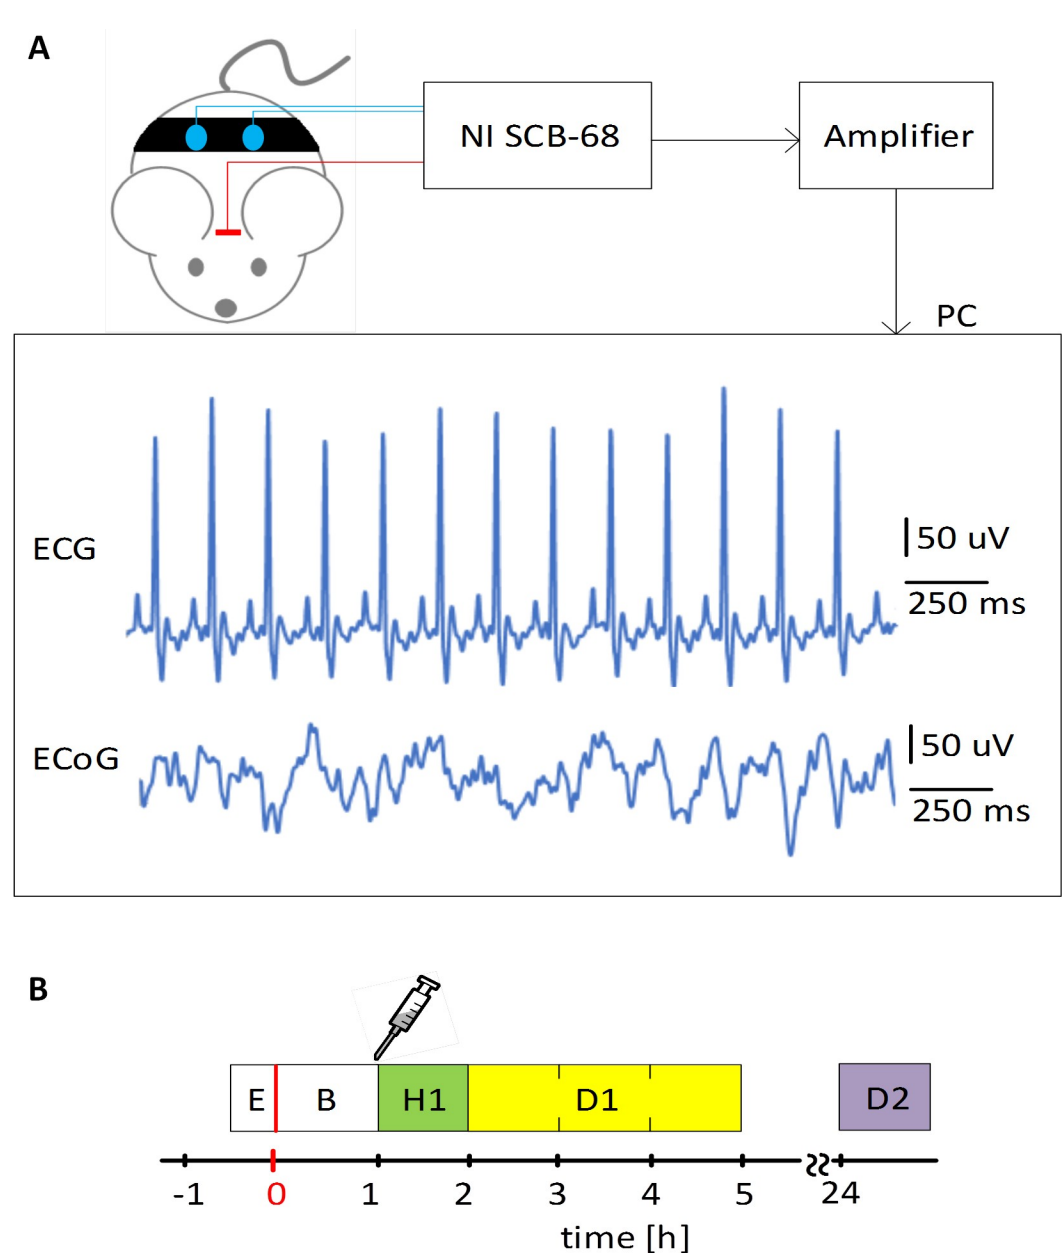 A
NI SCB-68
Amplifier
PC
ECG
50 uV
250 ms
ECoG
50 uV
250 ms
B
E B H1 D1 D2
-1 0 1 2 3 4 5 24
time [h]